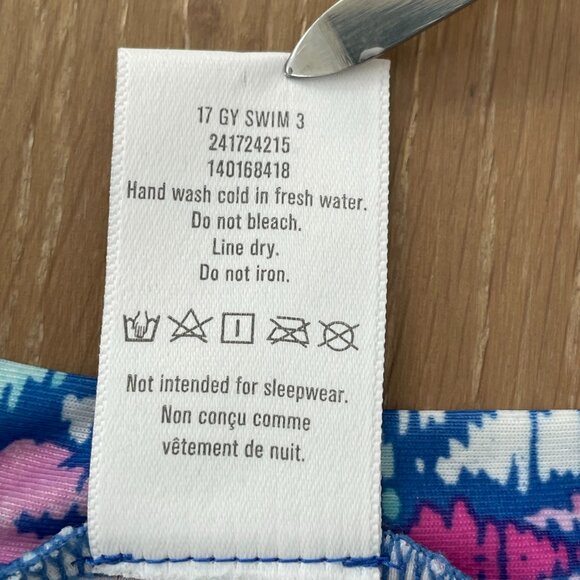 17 GY SWIM 3
241724215
140168418
Hand wash cold in fresh water.
Do not bleach.
Line dry.
Do not iron.
Not intended for sleepwear.
Non conçu comme
vêtement de nuit.